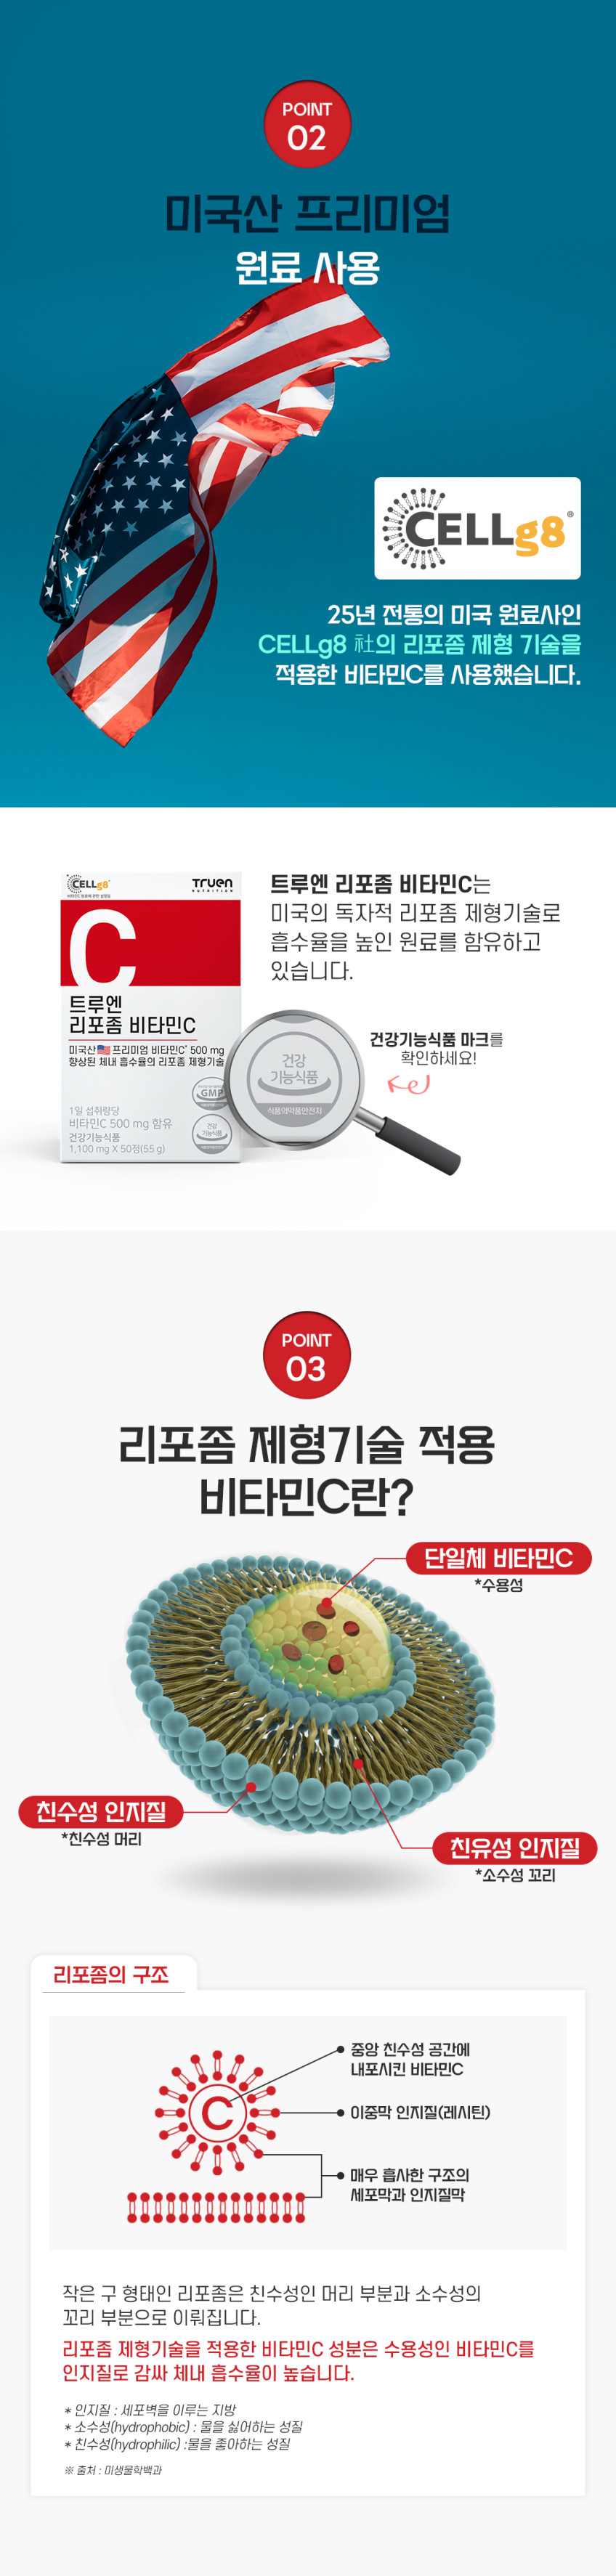 POINT
02
미국산 프리미엄
원료 사용
CELLg8®
25년 전통의 미국 원료사인
CELLg8 社의 리포좀 제형 기술을
적용한 비타민C를 사용했습니다.
CELLg8
TRUEN
NUTRITION
C
트루엔
리포좀 비타민C
미국산 프리미엄 비타민C* 500 mg
향상된 체내 흡수율의 리포좀 제형기술
GMP
1일 섭취량당
비타민C 500 mg 함유
건강기능식품
1,100 mg X 50정(55 g)
건강
기능식품
트루엔 리포좀 비타민C는
미국의 독자적 리포좀 제형기술로
흡수율을 높인 원료를 함유하고
있습니다.
건강
기능식품
식품의약품안전처
건강기능식품 마크를
확인하세요!
POINT
03
리포좀 제형기술 적용
비타민C란?
단일체 비타민C
*수용성
친수성 인지질
*친수성 머리
친유성 인지질
*소수성 꼬리
리포좀의 구조
C
중앙 친수성 공간에
내포시킨 비타민C
이중막 인지질(레시틴)
매우 흡사한 구조의
세포막과 인지질막
작은 구 형태인 리포좀은 친수성인 머리 부분과 소수성의
꼬리 부분으로 이뤄집니다.
리포좀 제형기술을 적용한 비타민C 성분은 수용성인 비타민C를
인지질로 감싸 체내 흡수율이 높습니다.
* 인지질 : 세포벽을 이루는 지방
* 소수성(hydrophobic) : 물을 싫어하는 성질
* 친수성(hydrophilic) :물을 좋아하는 성질
※ 출처 : 미생물학백과